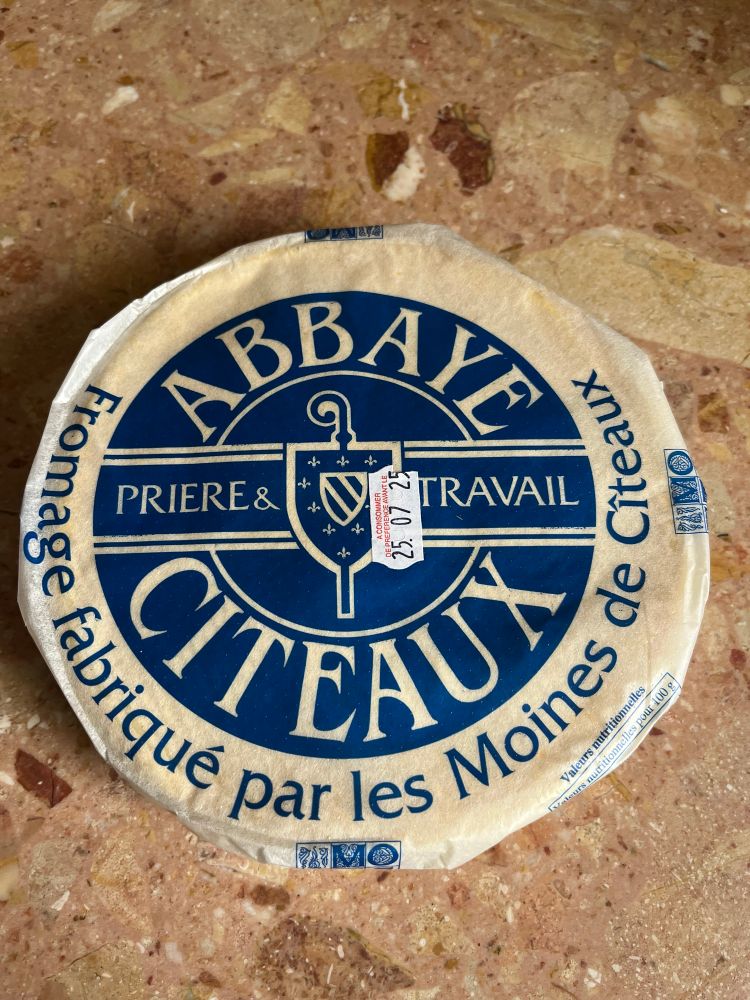 ABBAYE
PRIERE & TRAVAIL
CITEAUX
Fromage fabriqué par les Moines de Cîteaux
A CONSOMMER
DE PREFERENCE AVANT LE
25. 07 25
Valeurs nutritionnelles
Valeurs nutritionnelles pour 100 g